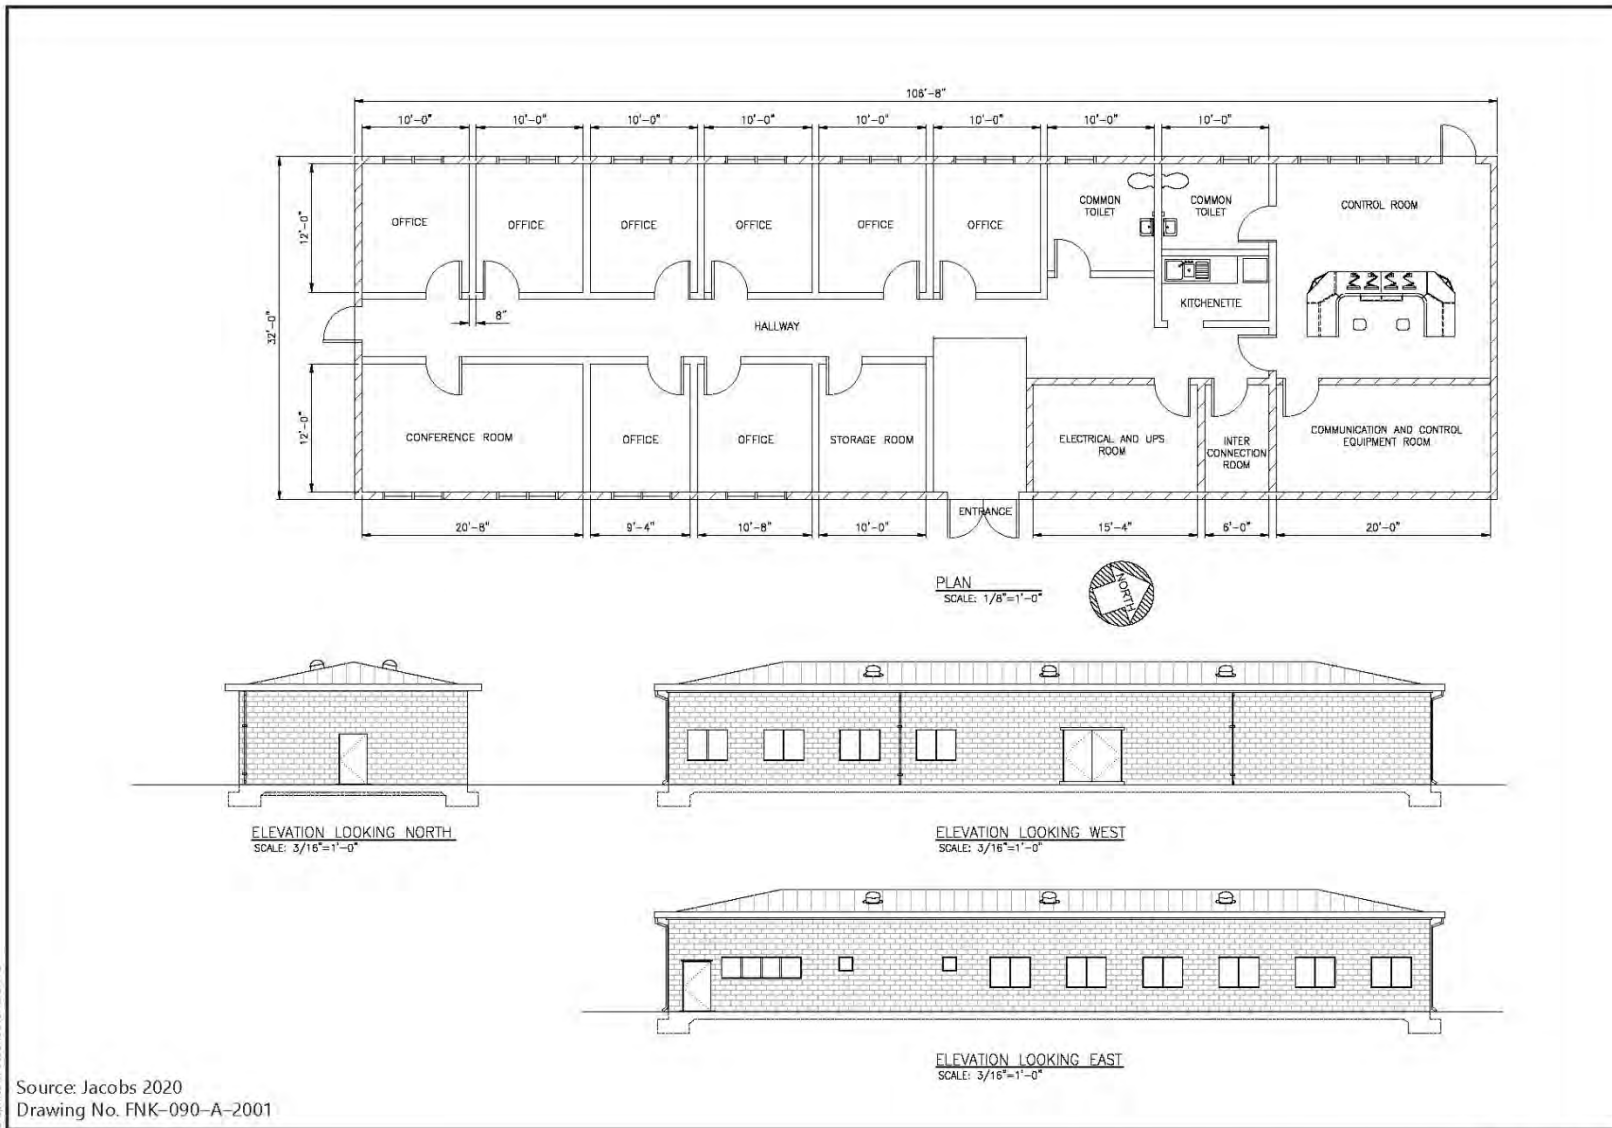 106'-8"
10'-0" 10'-0" 10'-0" 10'-0" 10'-0" 10'-0" 10'-0" 10'-0"
12'-0"
OFFICE
OFFICE
OFFICE
OFFICE
OFFICE
OFFICE
COMMON
TOILET
COMMON
TOILET
CONTROL ROOM
KITCHENETTE
8"
HALLWAY
32'-0"
12'-0"
CONFERENCE ROOM
OFFICE
OFFICE
STORAGE ROOM
ELECTRICAL AND UPS
ROOM
INTER
CONNECTION
ROOM
COMMUNICATION AND CONTROL
EQUIPMENT ROOM
ENTRANCE
20'-8" 9'-4" 10'-8" 10'-0" 15'-4" 6'-0" 20'-0"
PLAN
SCALE: 1/8"=1'-0"
NORTH
ELEVATION LOOKING NORTH
SCALE: 3/16"=1'-0"
ELEVATION LOOKING WEST
SCALE: 3/16"=1'-0"
ELEVATION LOOKING EAST
SCALE: 3/16"=1'-0"
Source: Jacobs 2020
Drawing No. FNK-090-A-2001